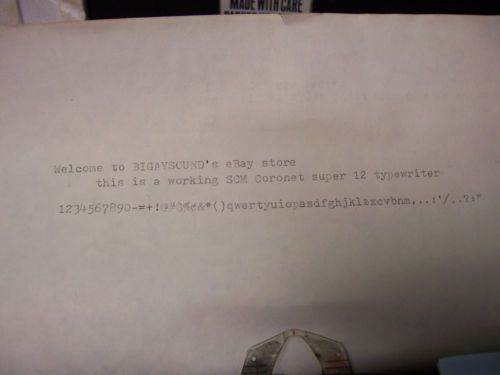 MADE WITH CARE
Welcome to BIGAVSOUND's eBay store
this is a working SCM Coronet super 12 typewriter
1234567890-=+!@#$%¢&*()qwertyuiopasdfghjklzxcvbnm,..:'/,.?:"